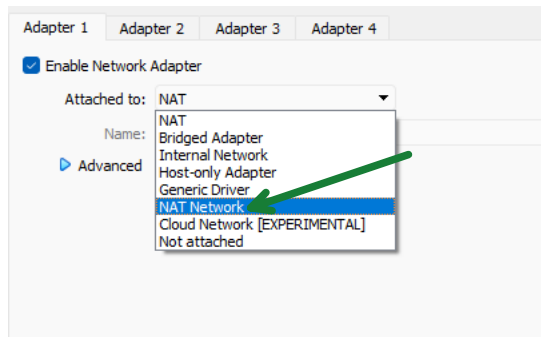 Adapter 1 Adapter 2 Adapter 3 Adapter 4
Enable Network Adapter
Attached to: NAT
NAT
Name:
Bridged Adapter
Internal Network
Advanced
Host-only Adapter
Generic Driver
NAT Network
Cloud Network [EXPERIMENTAL]
Not attached